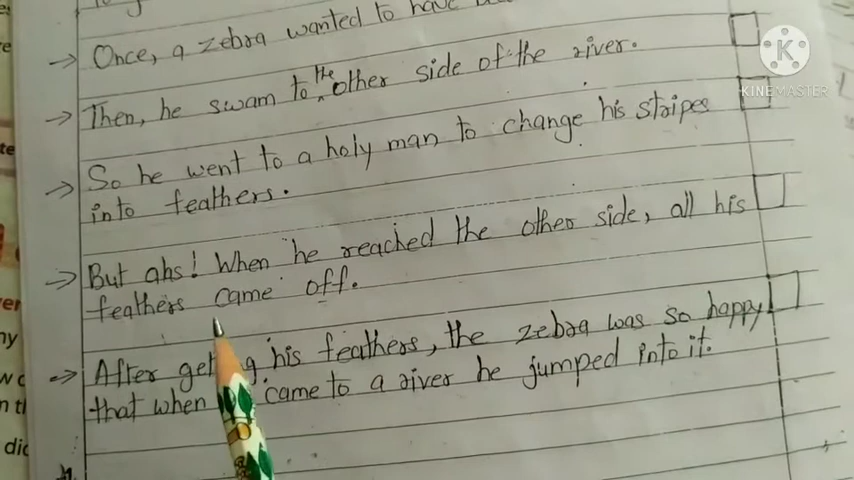 → Once, a zebra wanted to have
→ Then, he swam to the other side of the river.
→ So he went to a holy man to change his stripes
into feathers.
→ But ahs! When he reached the other side, all his
feathers came off.
→ After get g his feathers, the zebra was so happy
that when came to a river he jumped into it.
K
KINEMASTER